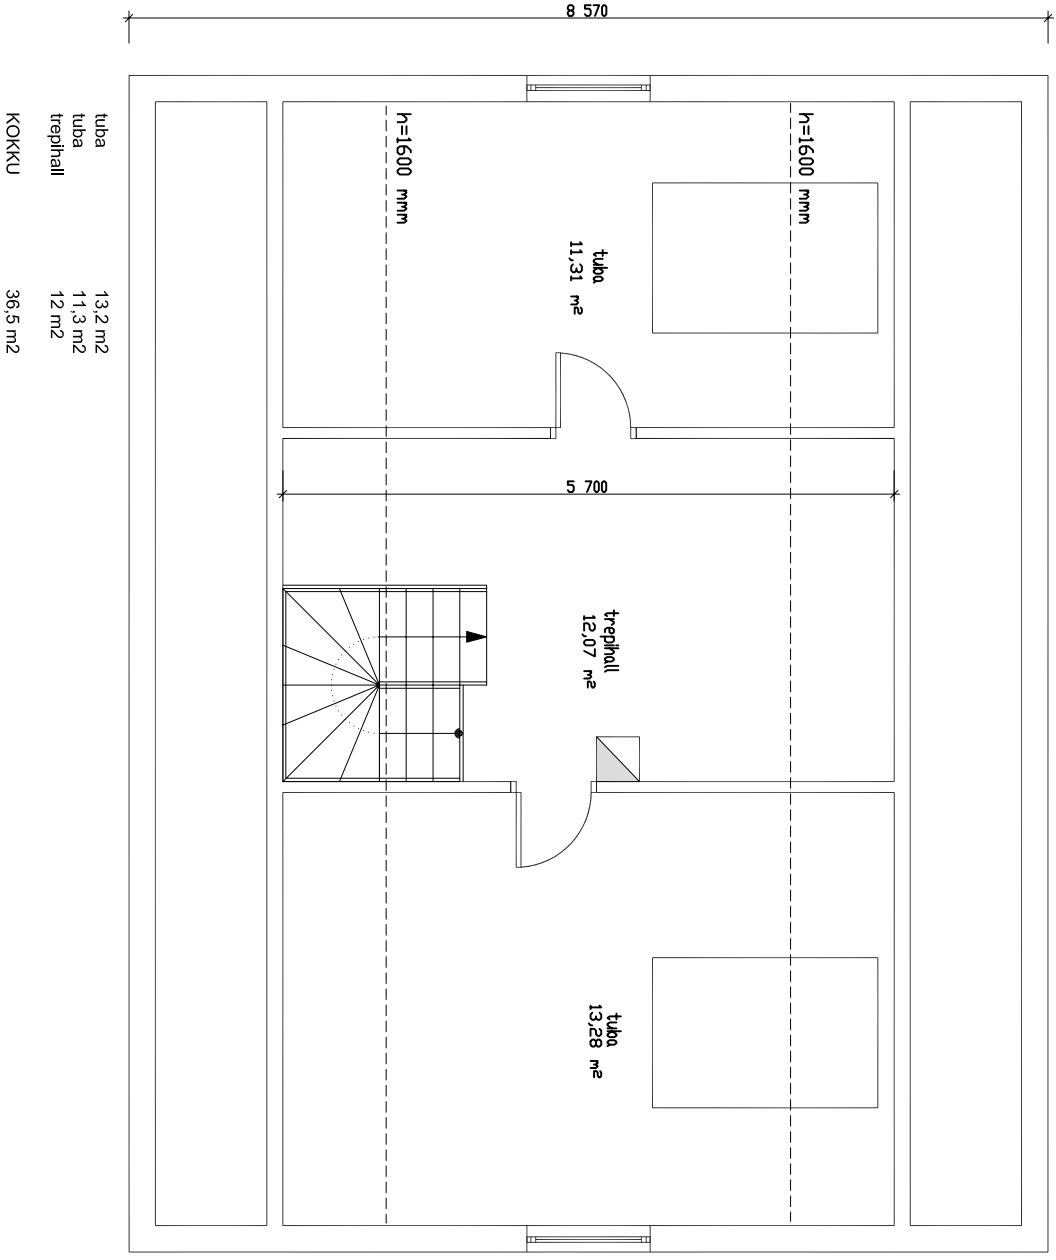 8 570
h=1600 mmm
h=1600 mmm
tuba
11,31 m²
5 700
trepihall
12,07 m²
tuba
13,28 m²
tuba 13,2 m2
tuba 11,3 m2
trepihall 12 m2
KOKKU 36,5 m2